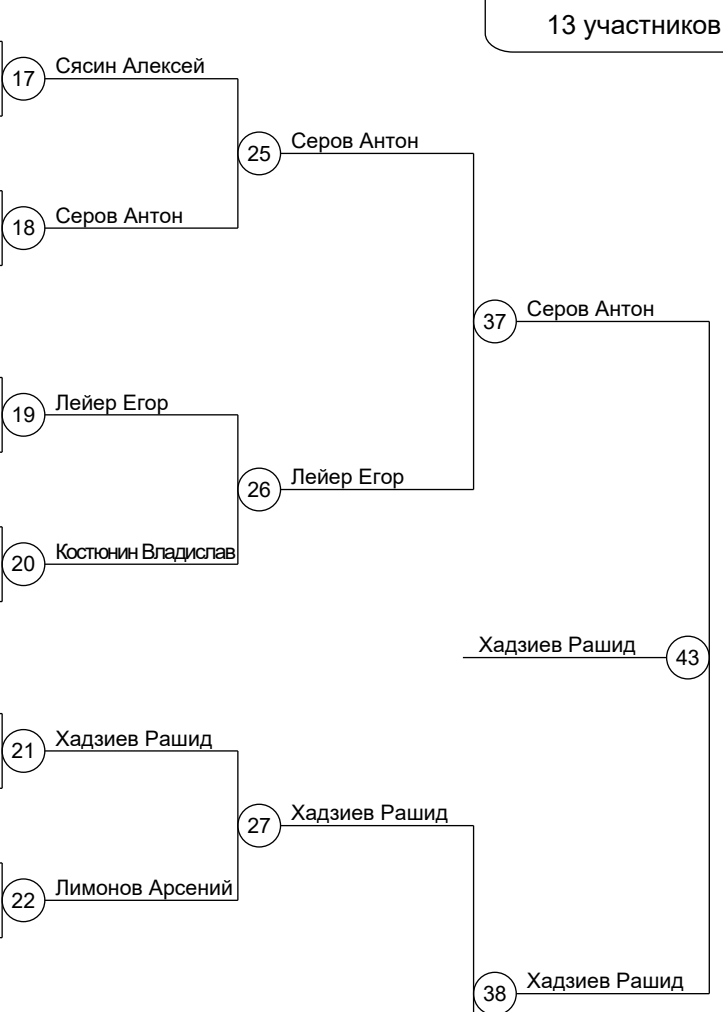 13 участников
17 Сясин Алексей
25 Серов Антон
18 Серов Антон
37 Серов Антон
19 Лейер Егор
26 Лейер Егор
20 Костюнин Владислав
Хадзиев Рашид 43
21 Хадзиев Рашид
27 Хадзиев Рашид
22 Лимонов Арсений
38 Хадзиев Рашид